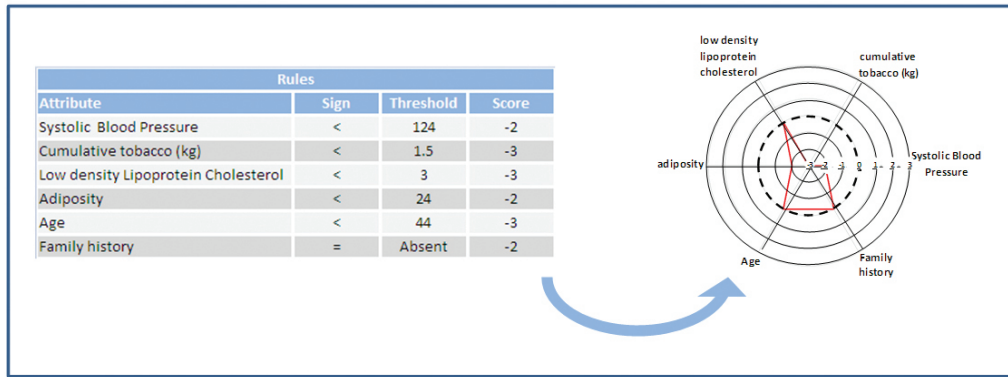 Rules
Attribute Sign Threshold Score
Systolic Blood Pressure < 124 -2
Cumulative tobacco (kg) < 1.5 -3
Low density Lipoprotein Cholesterol < 3 -3
Adiposity < 24 -2
Age < 44 -3
Family history = Absent -2
low density
lipoprotein
cholesterol
cumulative
tobacco (kg)
adiposity
-3 -2 -1 0 1 2 3
Systolic Blood
Pressure
Age
Family
history